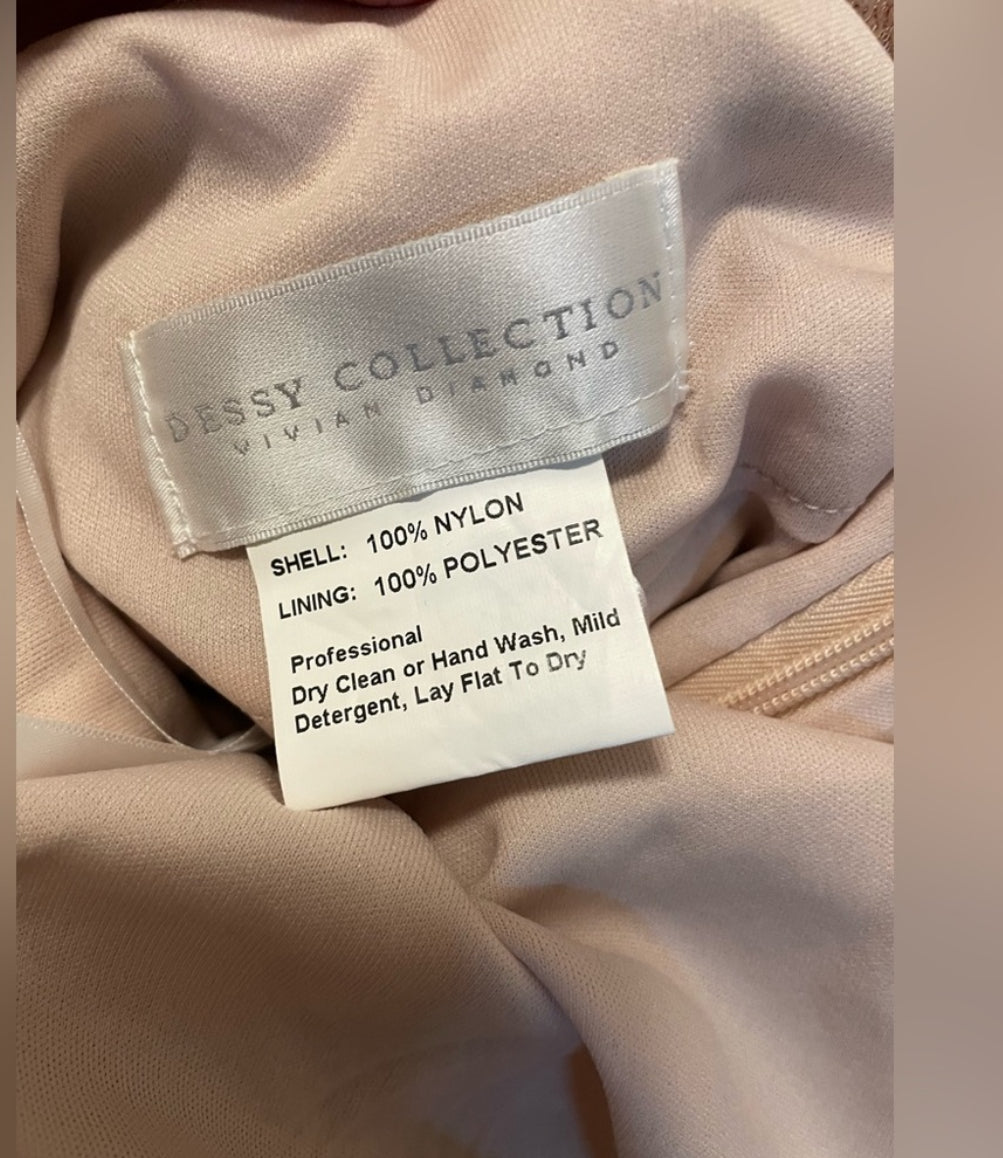 DESSY COLLECTION
VIVIAN DIAMOND
SHELL: 100% NYLON
LINING: 100% POLYESTER
Professional
Dry Clean or Hand Wash, Mild
Detergent, Lay Flat To Dry